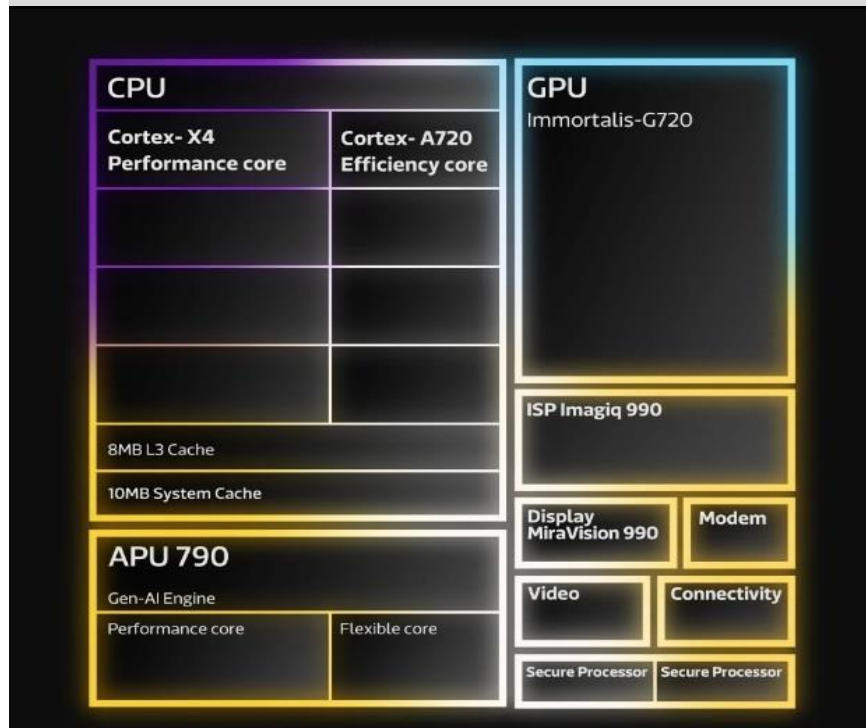 CPU
Cortex- X4
Performance core
Cortex- A720
Efficiency core
8MB L3 Cache
10MB System Cache
APU 790
Gen-AI Engine
Performance core
Flexible core
GPU
Immortalis-G720
ISP Imagiq 990
Display
MiraVision 990
Modem
Video
Connectivity
Secure Processor
Secure Processor